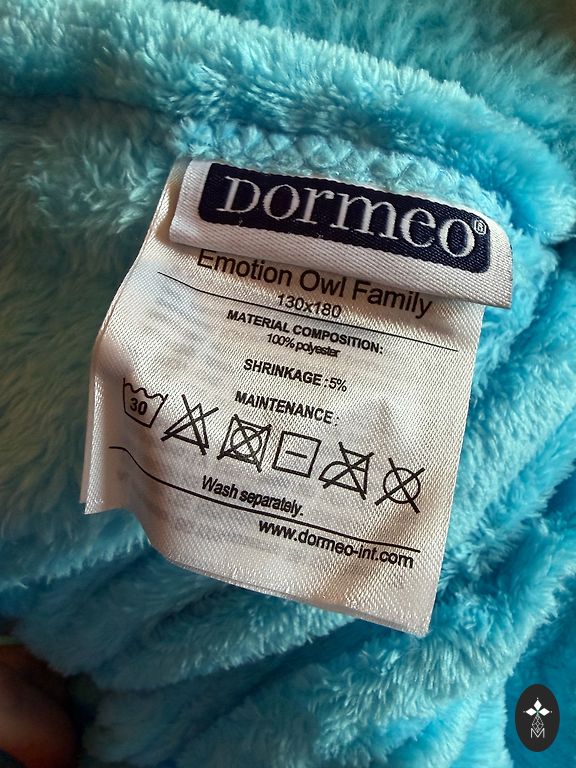 DORMEO®
Emotion Owl Family
130x180
MATERIAL COMPOSITION:
100% polyester
SHRINKAGE:5%
MAINTENANCE:
30
Wash separately.
www.dormeo-int.com